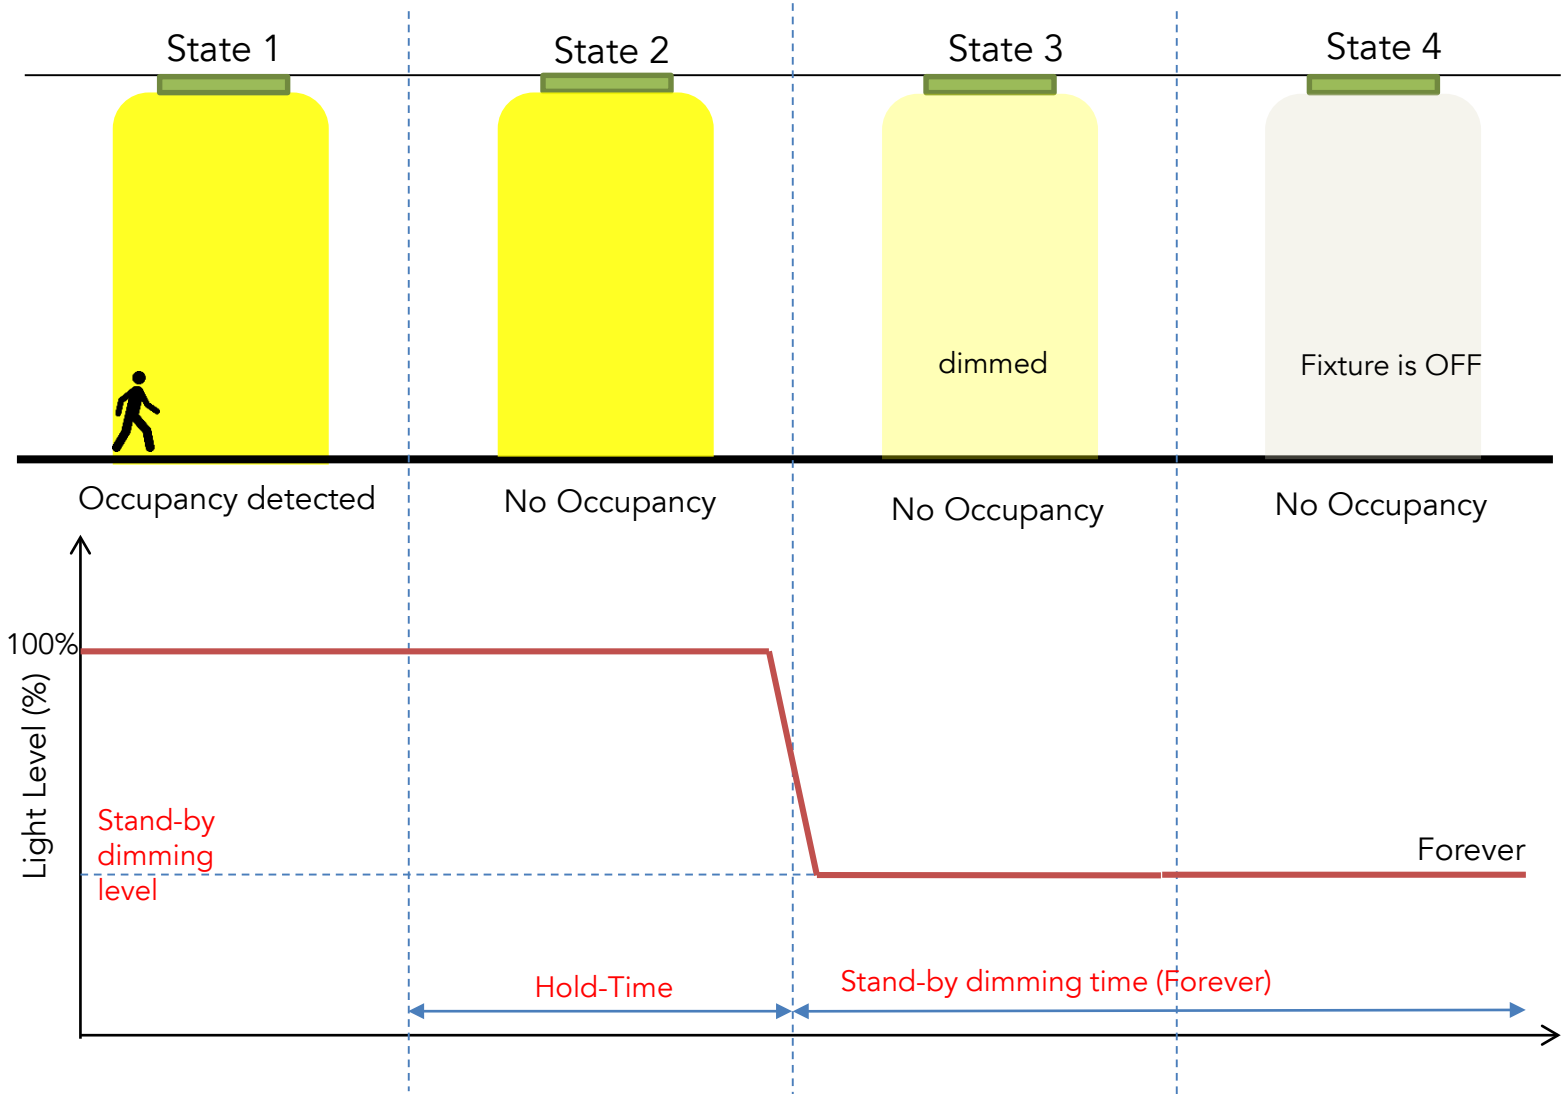 State 1
State 2
State 3
State 4
dimmed
Fixture is OFF
Occupancy detected
No Occupancy
No Occupancy
No Occupancy
100%
Light Level (%)
Stand-by
dimming
level
Forever
Hold-Time
Stand-by dimming time (Forever)